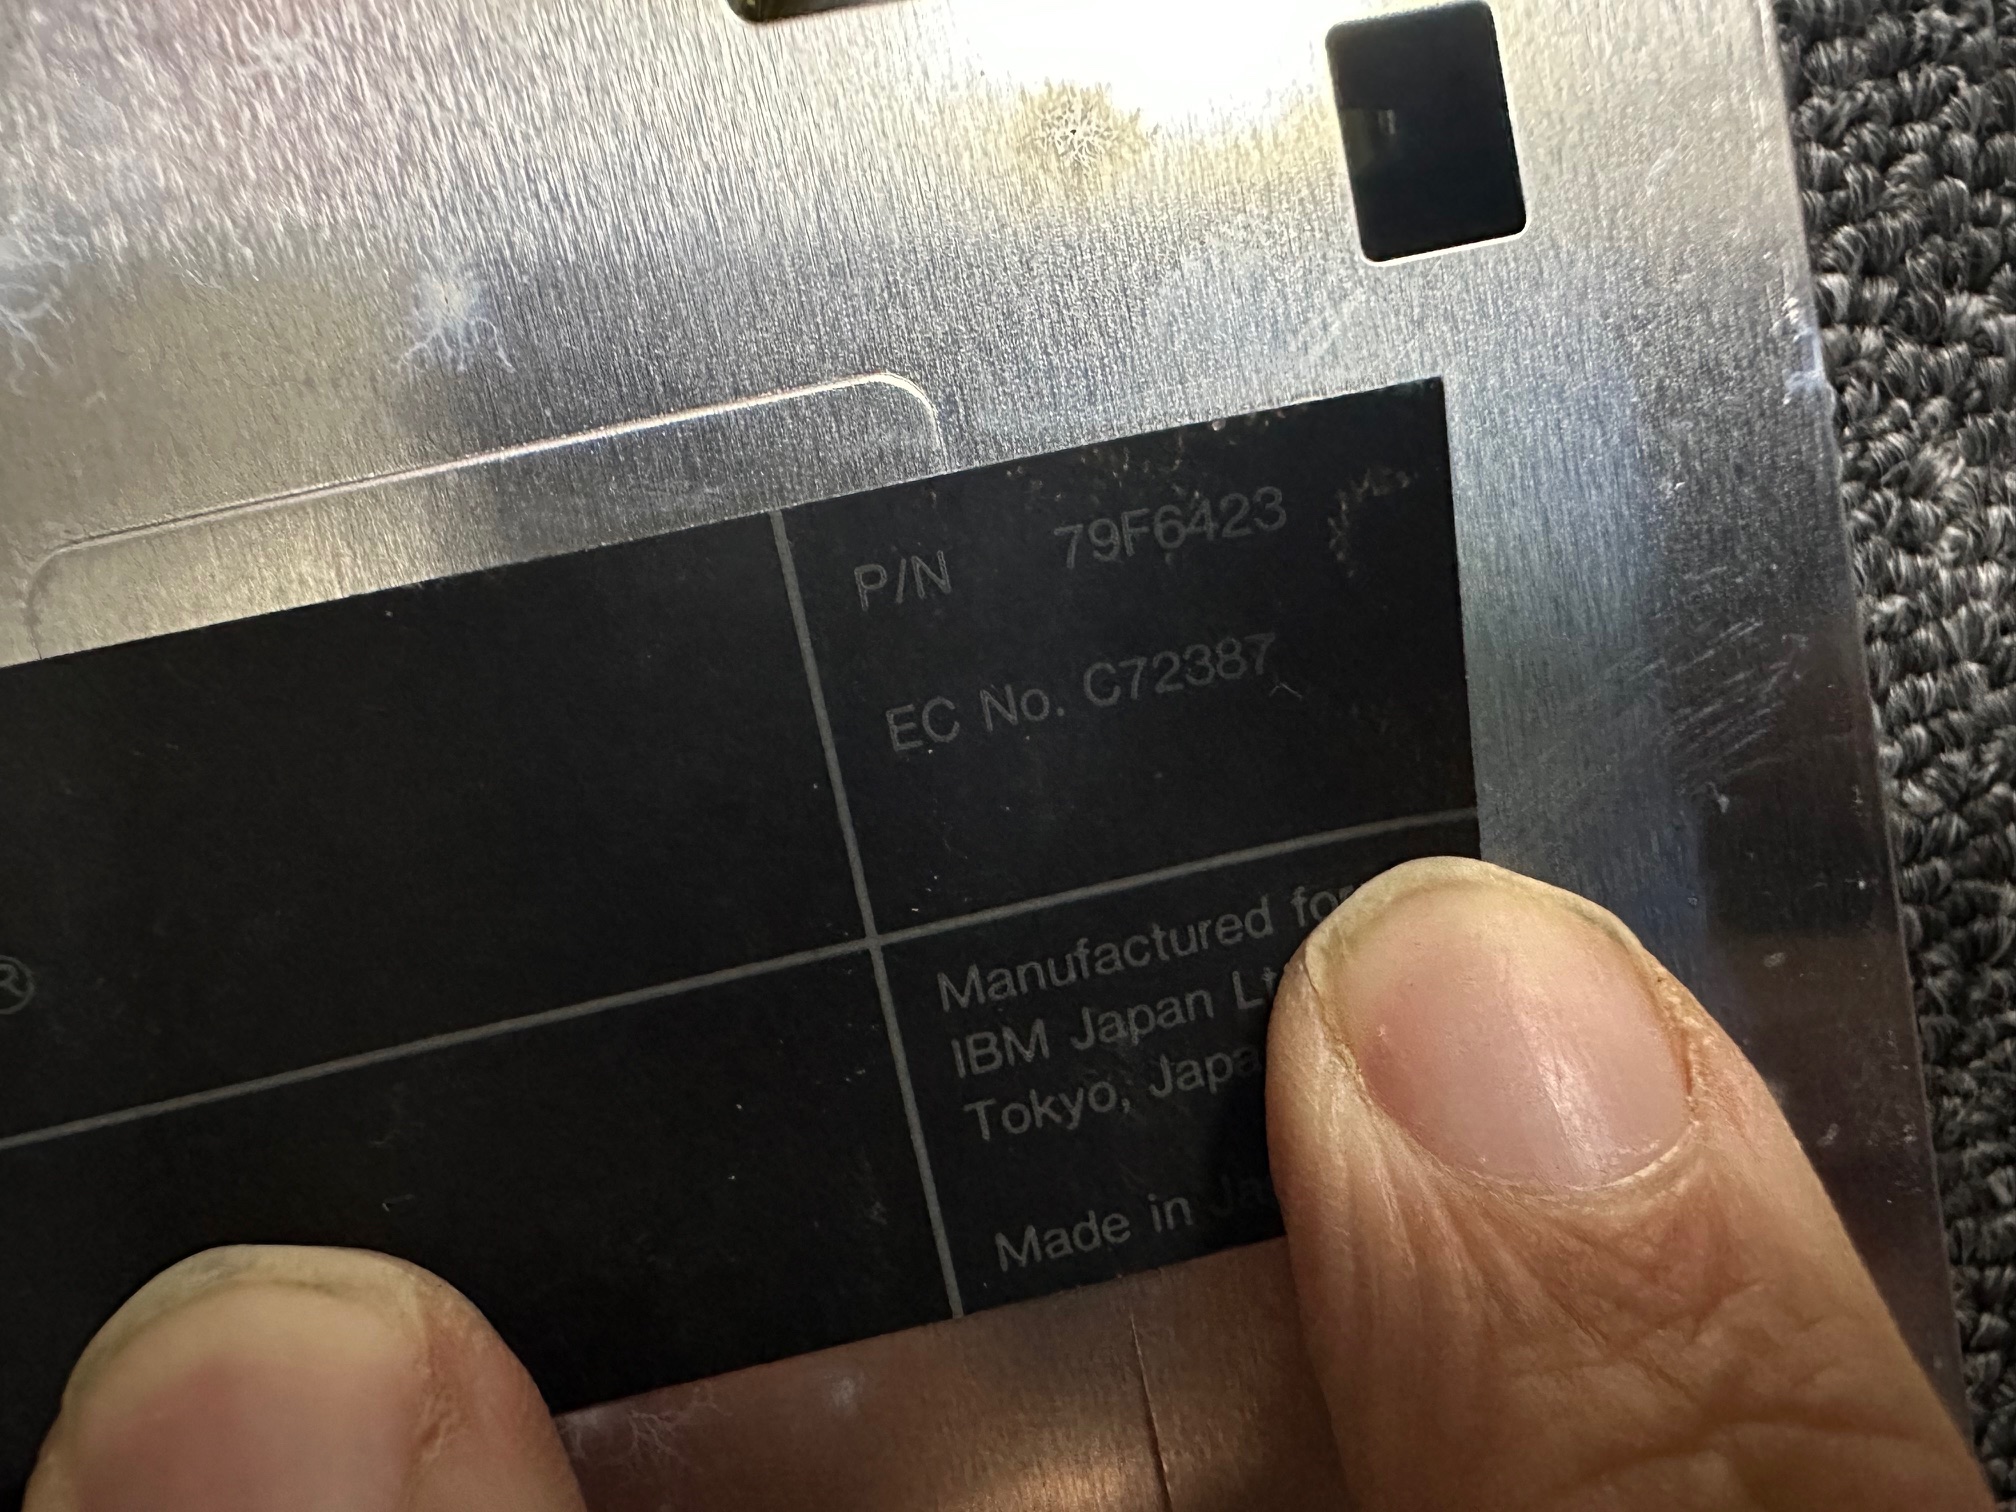 P/N 79F6423
EC No. C72387
®
Manufactured for
IBM Japan
Tokyo,
Made in